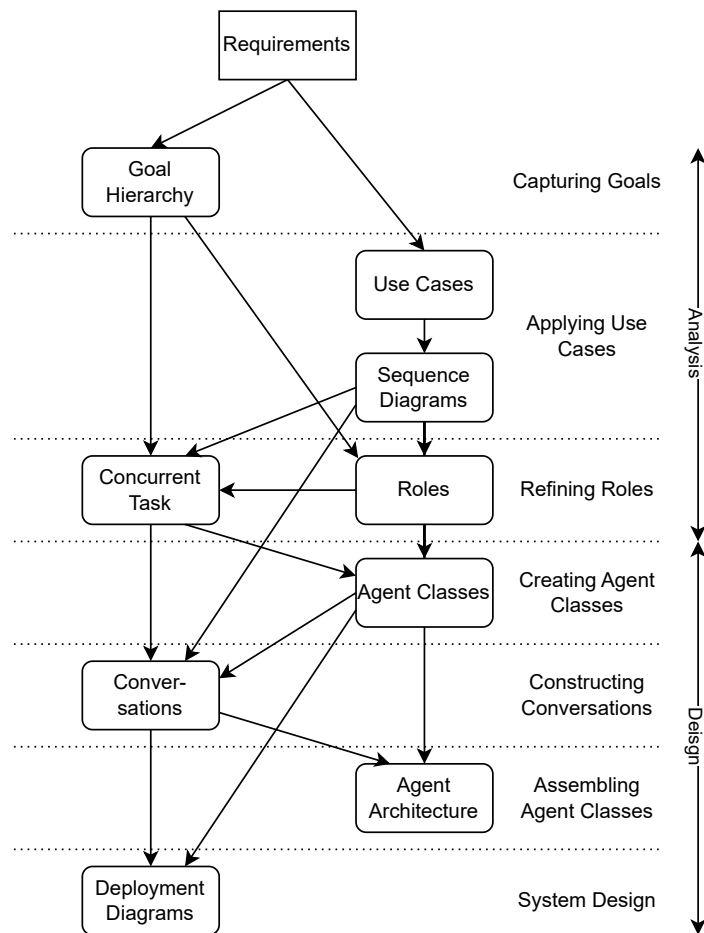 Requirements
Goal
Hierarchy
Capturing Goals
Use Cases
Applying Use
Cases
Analysis
Sequence
Diagrams
Concurrent
Task
Roles
Refining Roles
Agent Classes
Creating Agent
Classes
Conver-
sations
Constructing
Conversations
Deisgn
Agent
Architecture
Assembling
Agent Classes
Deployment
Diagrams
System Design